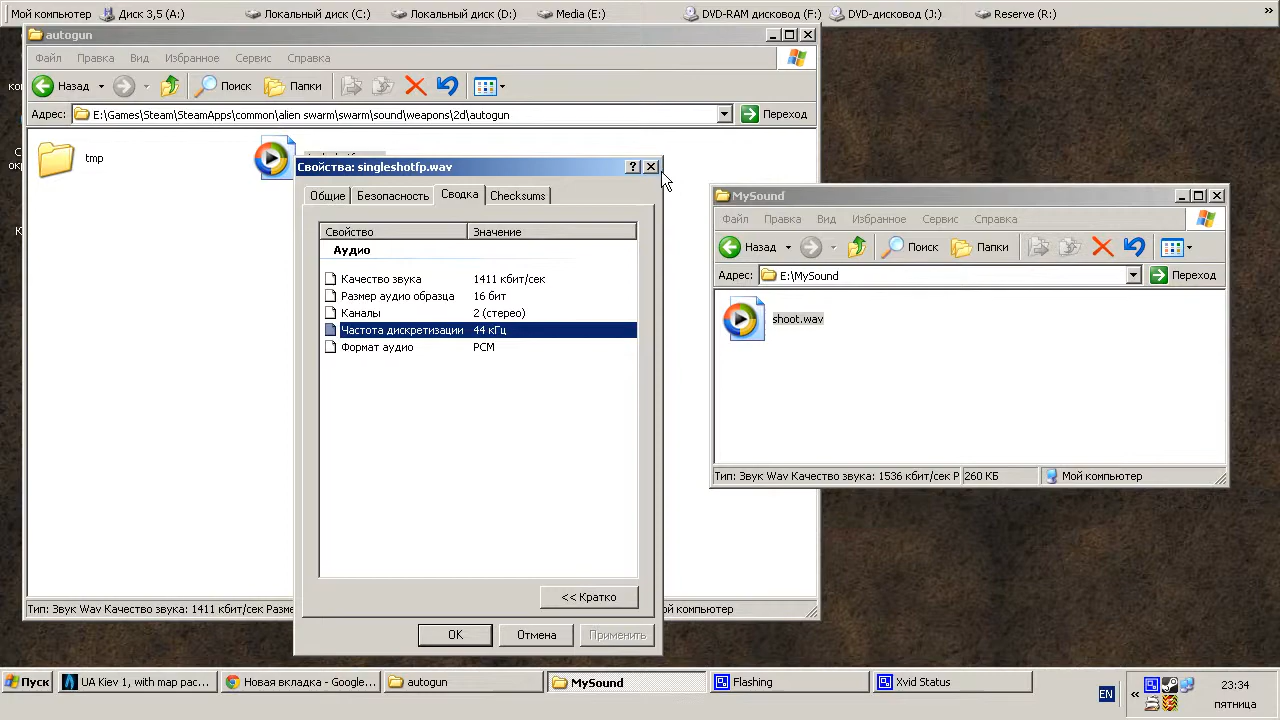 Мой компьютер
Диск 3,5 (A:)
Локальный диск (C:)
Локальный диск (D:)
Media (E:)
DVD-RAM дисковод (F:)
DVD-дисковод (J:)
Reserve (R:)
»
autogun
Файл Правка Вид Избранное Сервис Справка
Назад Поиск Папки
Адрес: E:\Games\Steam\SteamApps\common\alien swarm\swarm\sound\weapons\2d\autogun Переход
tmp
Свойства: singleshotfp.wav
Общие Безопасность Сводка Checksums
Свойство Значение
Аудио
Качество звука 1411 кбит/сек
Размер аудио образца 16 бит
Каналы 2 (стерео)
Частота дискретизации 44 кГц
Формат аудио PCM
<< Кратко
OK Отмена Применить
Тип: Звук Wav Качество звука: 1411 кбит/сек Разме
ой компьютер
MySound
Файл Правка Вид Избранное Сервис Справка
Назад Поиск Папки
Адрес: E:\MySound Переход
shoot.wav
Тип: Звук Wav Качество звука: 1536 кбит/сек Р 260 КБ Мой компьютер
Пуск
UA Kiev 1, with map pac...
Новая вкладка - Google...
autogun
MySound
Flashing
Xvid Status
EN
«
23:34
пятница